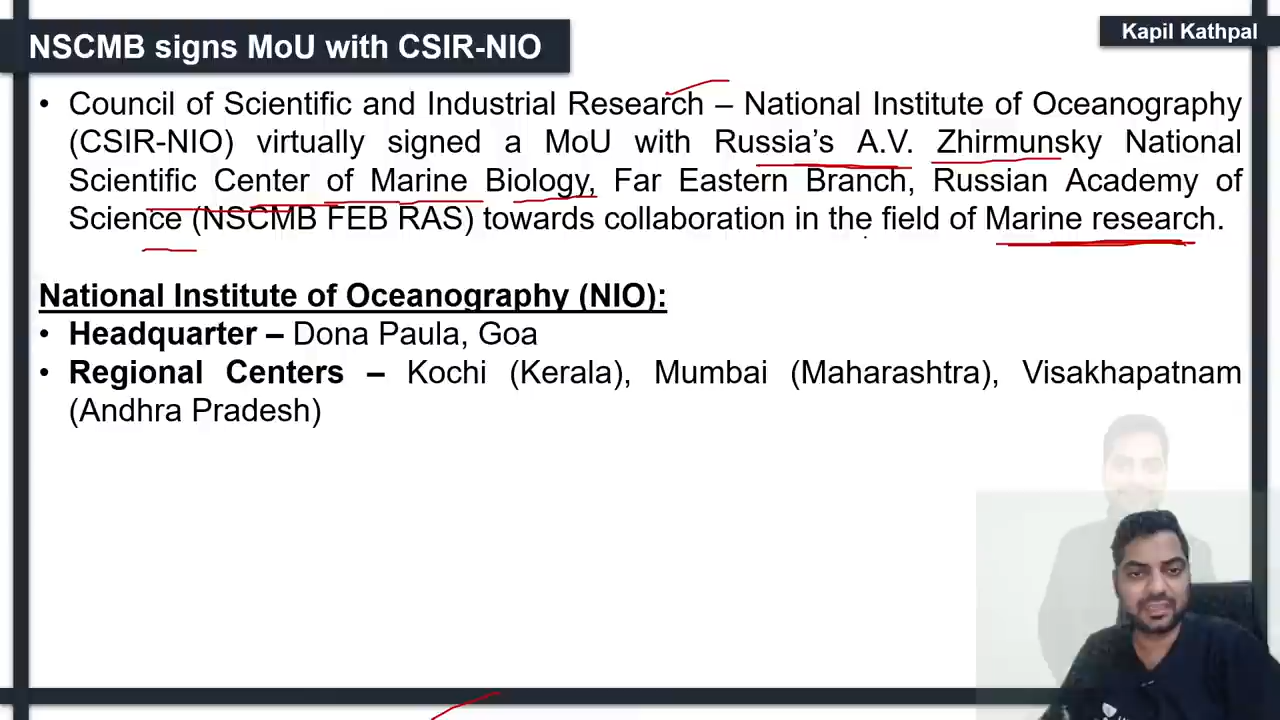 NSCMB signs MoU with CSIR-NIO
Kapil Kathpal
• Council of Scientific and Industrial Research – National Institute of Oceanography
(CSIR-NIO) virtually signed a MoU with Russia's A.V. Zhirmunsky National
Scientific Center of Marine Biology, Far Eastern Branch, Russian Academy of
Science (NSCMB FEB RAS) towards collaboration in the field of Marine research.
National Institute of Oceanography (NIO):
• Headquarter – Dona Paula, Goa
• Regional Centers – Kochi (Kerala), Mumbai (Maharashtra), Visakhapatnam
(Andhra Pradesh)